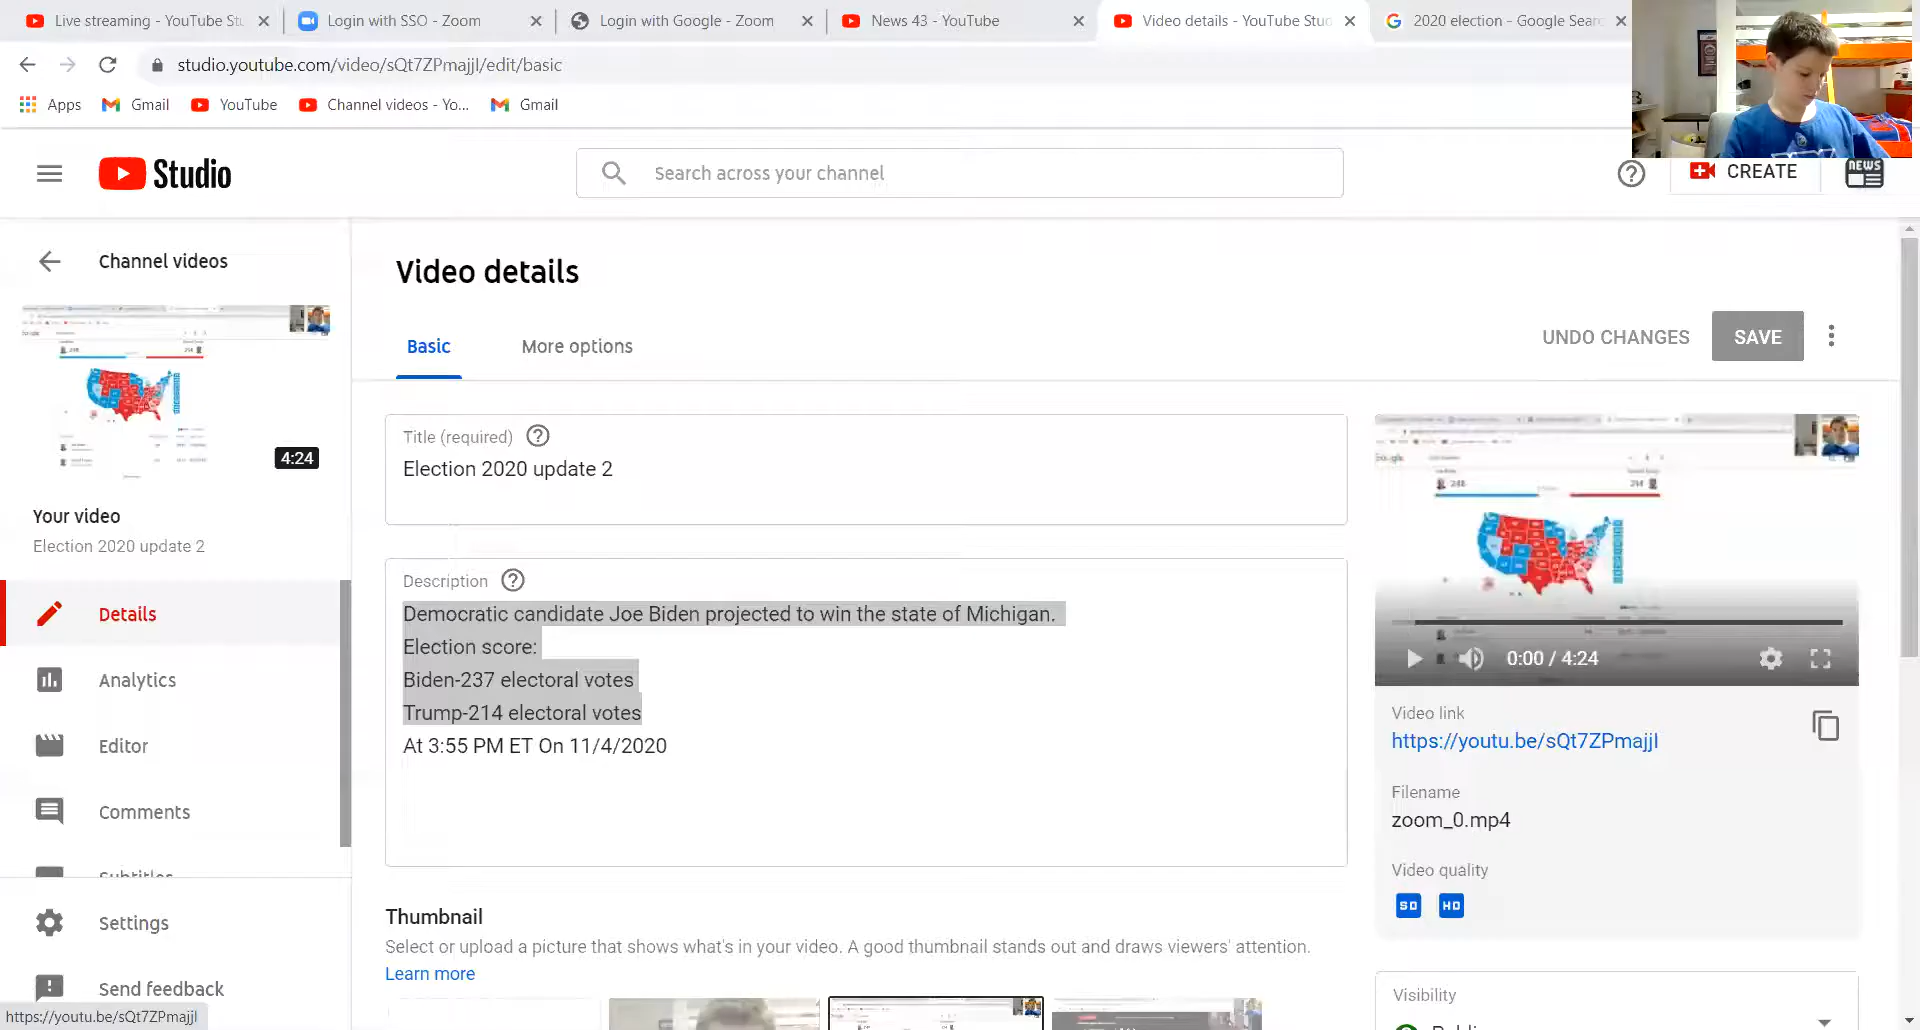 Live streaming - YouTube Stu
Login with SSO - Zoom
Login with Google - Zoom
News 43 - YouTube
Video details - YouTube Stud
2020 election - Google Sear
studio.youtube.com/video/sQt7ZPmajjI/edit/basic
Apps
Gmail
YouTube
Channel videos - Yo...
Gmail
Studio
Search across your channel
CREATE
NEWS
Channel videos
Video details
Basic
More options
UNDO CHANGES
SAVE
4:24
Title (required)
Election 2020 update 2
Your video
Election 2020 update 2
Description
Democratic candidate Joe Biden projected to win the state of Michigan.
Election score:
Biden-237 electoral votes
Trump-214 electoral votes
At 3:55 PM ET On 11/4/2020
Details
Analytics
Editor
Comments
Subtitles
Settings
Send feedback
0:00 / 4:24
Video link
https://youtu.be/sQt7ZPmajjI
Filename
zoom_0.mp4
Video quality
SD
HD
Thumbnail
Select or upload a picture that shows what's in your video. A good thumbnail stands out and draws viewers' attention.
Learn more
Visibility
https://youtu.be/sQt7ZPmajjI